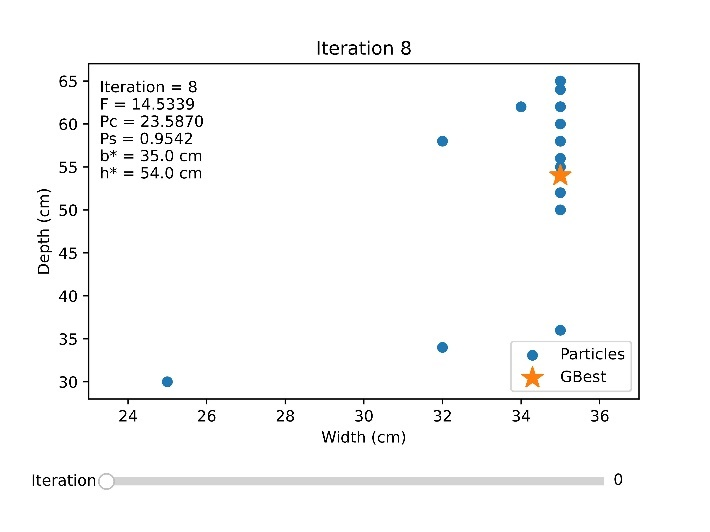 Iteration 8
Iteration = 8
F = 14.5339
Pc = 23.5870
Ps = 0.9542
b* = 35.0 cm
h* = 54.0 cm
Depth (cm)
65
60
55
50
45
40
35
30
Particles
GBest
24 26 28 30 32 34 36
Width (cm)
Iteration 0